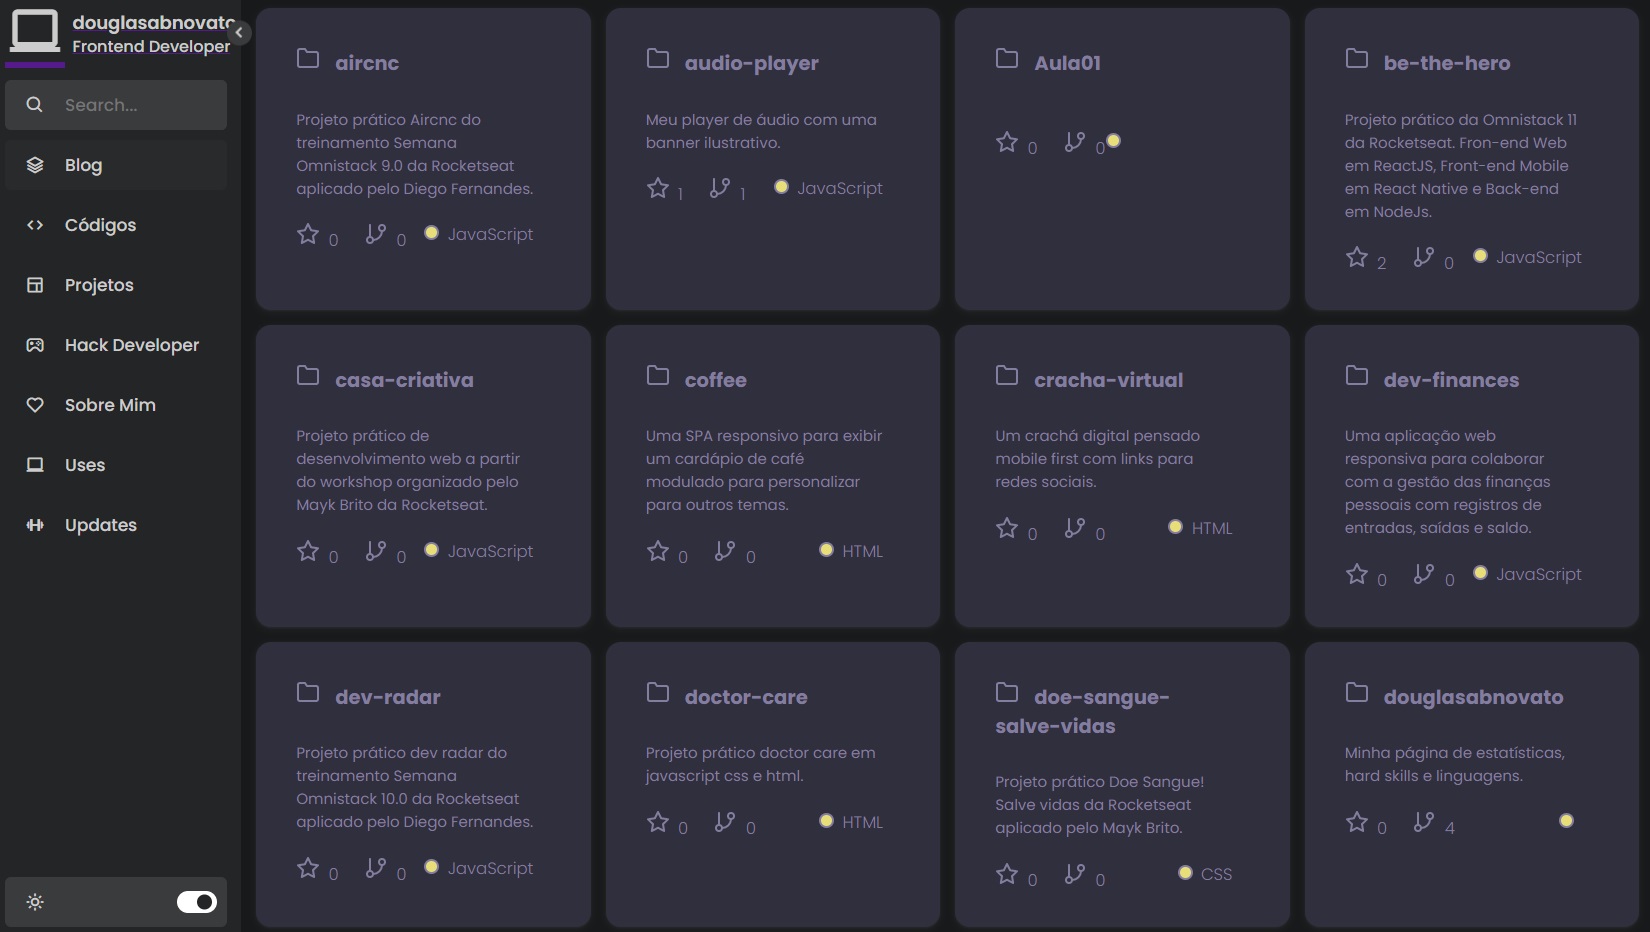 douglasabnovato
Frontend Developer
Search...
Blog
Códigos
Projetos
Hack Developer
Sobre Mim
Uses
Updates
aircnc
Projeto prático Aircnc do
treinamento Semana
Omnistack 9.0 da Rocketseat
aplicado pelo Diego Fernandes.
0 0 JavaScript
audio-player
Meu player de áudio com uma
banner ilustrativo.
1 1 JavaScript
Aula01
0 0
be-the-hero
Projeto prático da Omnistack 11
da Rocketseat. Fron-end Web
em ReactJS, Front-end Mobile
em React Native e Back-end
em NodeJs.
2 0 JavaScript
casa-criativa
Projeto prático de
desenvolvimento web a partir
do workshop organizado pelo
Mayk Brito da Rocketseat.
0 0 JavaScript
coffee
Uma SPA responsivo para exibir
um cardápio de café
modulado para personalizar
para outros temas.
0 0 HTML
cracha-virtual
Um crachá digital pensado
mobile first com links para
redes sociais.
0 0 HTML
dev-finances
Uma aplicação web
responsiva para colaborar
com a gestão das finanças
pessoais com registros de
entradas, saídas e saldo.
0 0 JavaScript
dev-radar
Projeto prático dev radar do
treinamento Semana
Omnistack 10.0 da Rocketseat
aplicado pelo Diego Fernandes.
0 0 JavaScript
doctor-care
Projeto prático doctor care em
javascript css e html.
0 0 HTML
doe-sangue-
salve-vidas
Projeto prático Doe Sangue!
Salve vidas da Rocketseat
aplicado pelo Mayk Brito.
0 0 CSS
douglasabnovato
Minha página de estatísticas,
hard skills e linguagens.
0 4